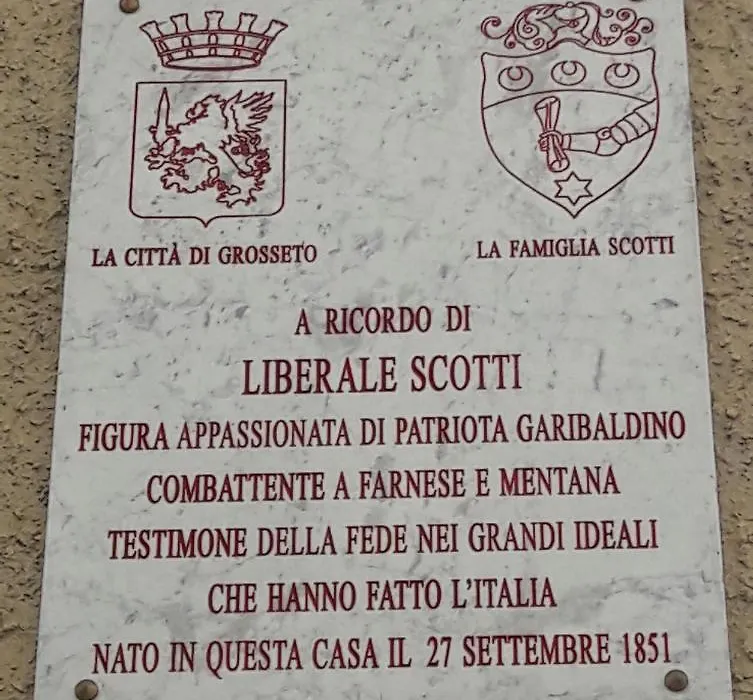 LA CITTÀ DI GROSSETO
LA FAMIGLIA SCOTTI
A RICORDO DI
LIBERALE SCOTTI
FIGURA APPASSIONATA DI PATRIOTA GARIBALDINO
COMBATTENTE A FARNESE E MENTANA
TESTIMONE DELLA FEDE NEI GRANDI IDEALI
CHE HANNO FATTO L'ITALIA
NATO IN QUESTA CASA IL 27 SETTEMBRE 1851